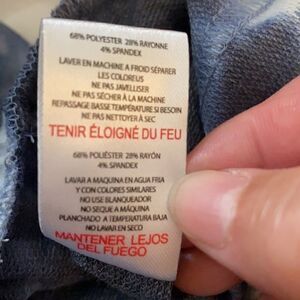 68% POLYESTER 28% RAYONNE
4% SPANDEX
LAVER EN MACHINE A FROID SÉPARER
LES COLOREUS
NE PAS JAVELLISER
NE PAS SÉCHER À LA MACHINE
REPASSAGE BASSE TEMPÉRATURE SI BESOIN
NE PAS NETTOYER À SEC
TENIR ÉLOIGNÉ DU FEU
68% POLIÉSTER 28% RAYÓN
4% SPANDEX
LAVAR A MAQUINA EN AGUA FRIA
Y CON COLORES SIMILARES
NO USE BLANQUEADOR
NO SEQUE A MÁQUINA
PLANCHADO A TEMPERATURA BAJA
NO LAVAR EN SECO
MANTENER LEJOS
DEL FUEGO